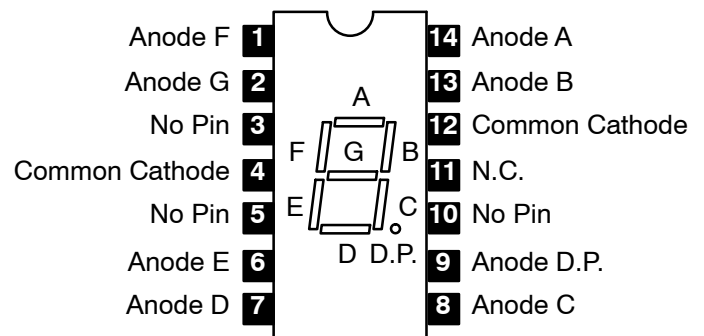 Anode F 1 14 Anode A
Anode G 2 13 Anode B
A
No Pin 3 12 Common Cathode
F G B
Common Cathode 4 11 N.C.
E C
No Pin 5 10 No Pin
D D.P.
Anode E 6 9 Anode D.P.
Anode D 7 8 Anode C